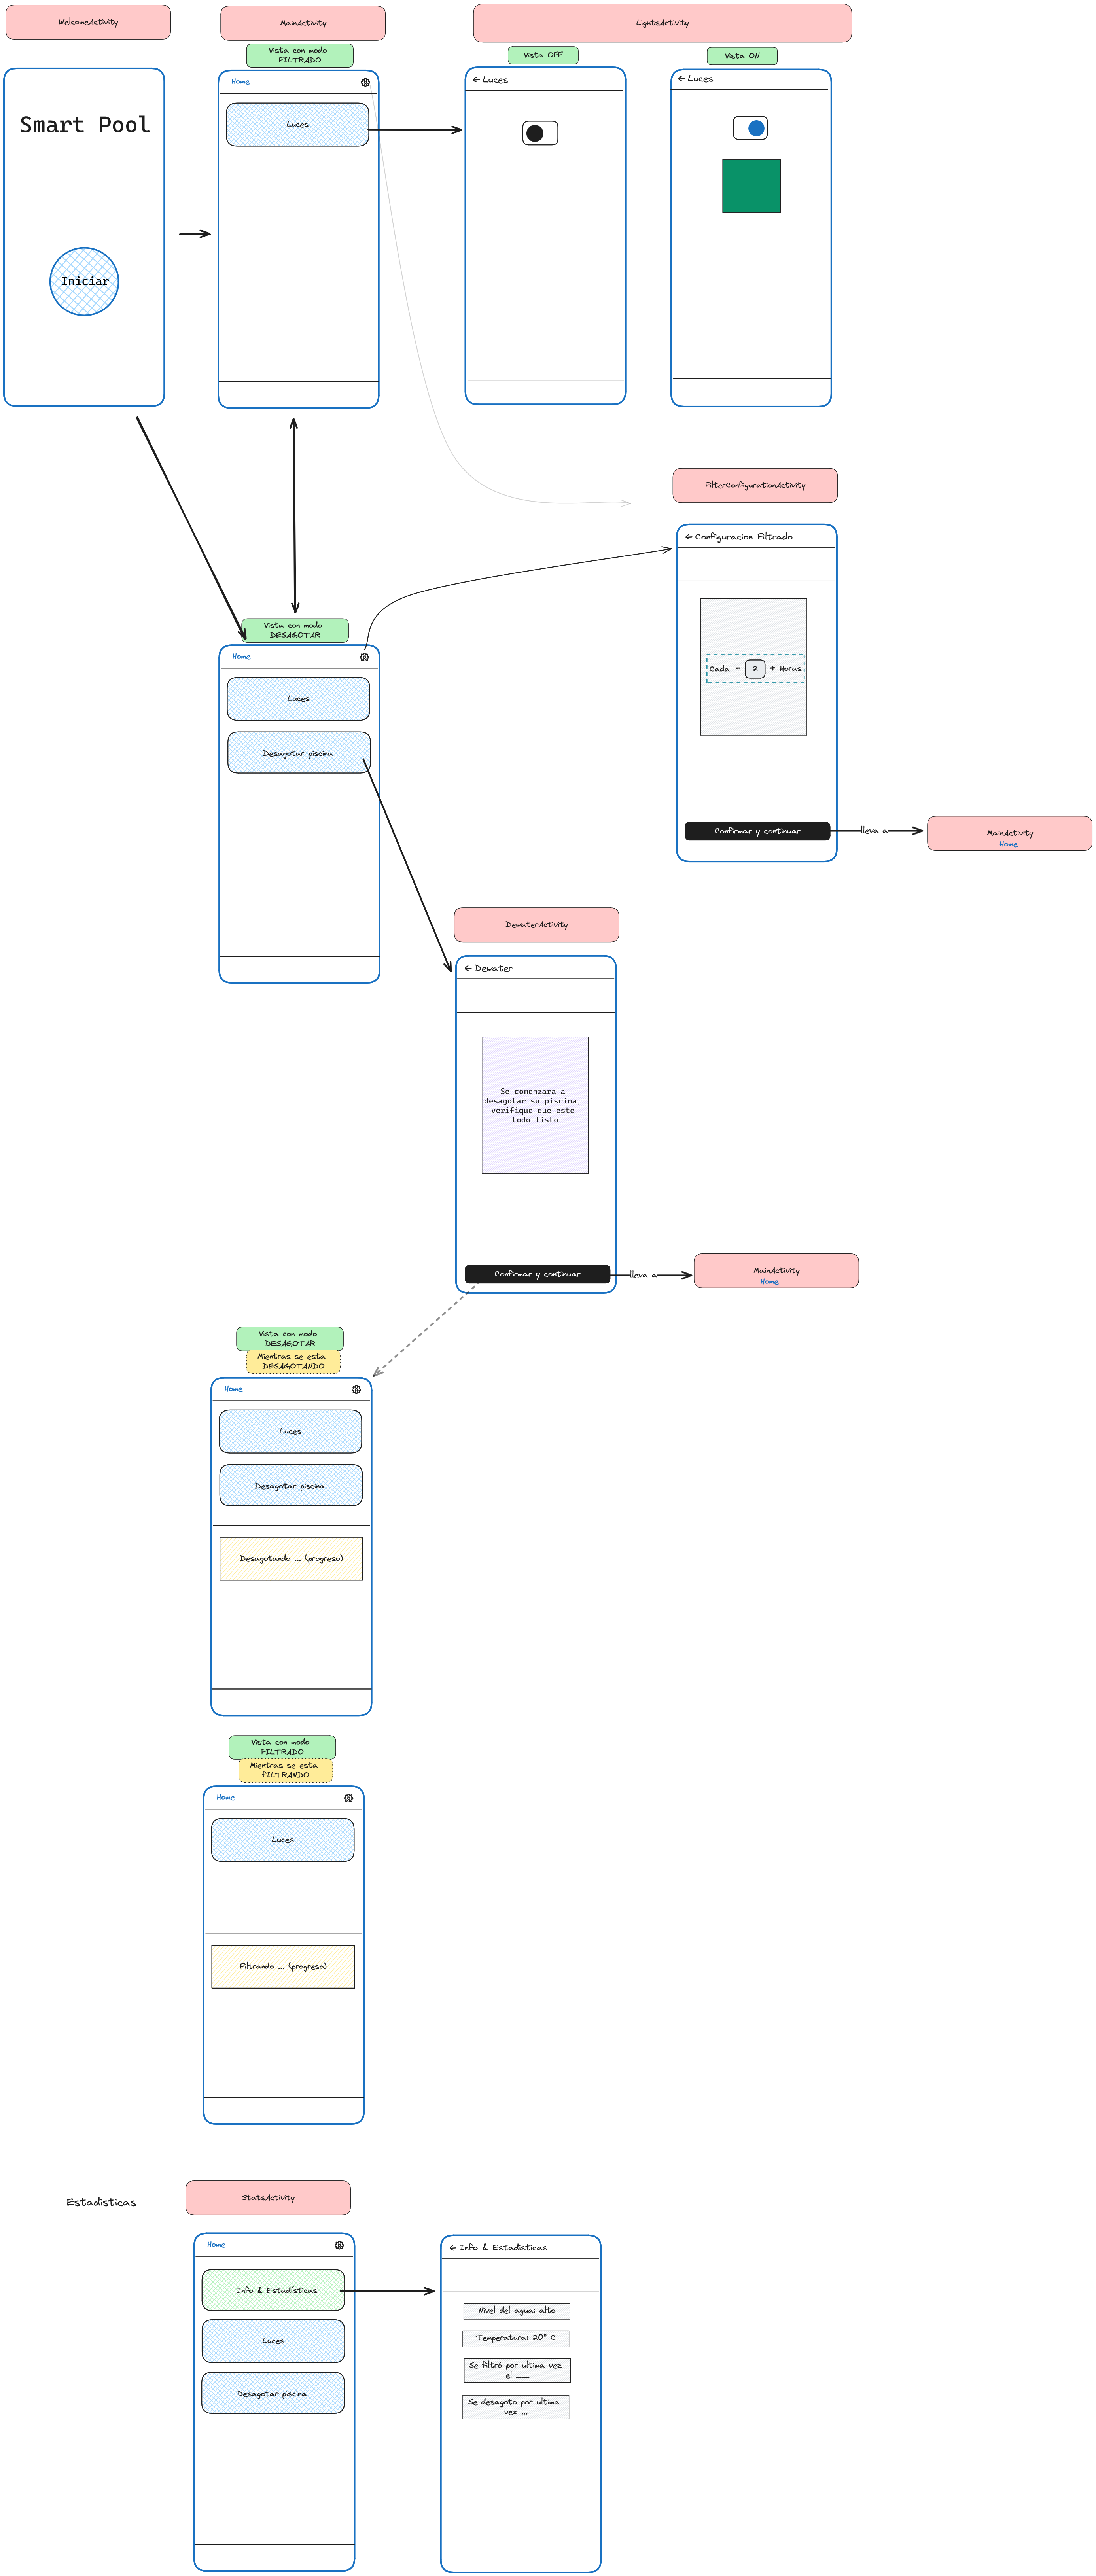 WelcomeActivity
MainActivity
LightsActivity
Vista con modo
FILTRADO
Vista OFF
Vista ON
Smart Pool
Iniciar
Home
Luces
← Luces
← Luces
FilterConfigurationActivity
← Configuracion Filtrado
Cada - 2 + Horas
Confirmar y continuar
lleva a
MainActivity
Home
Vista con modo
DESAGOTAR
Home
Luces
Desagotar piscina
DewaterActivity
← Dewater
Se comenzara a
desagotar su piscina,
verifique que este
todo listo
Confirmar y continuar
lleva a
MainActivity
Home
Vista con modo
DESAGOTAR
Mientras se esta
DESAGOTANDO
Home
Luces
Desagotar piscina
Desagotando ... (progreso)
Vista con modo
FILTRADO
Mientras se esta
fILTRANDO
Home
Luces
Filtrando ... (progreso)
Estadisticas
StatsActivity
Home
Info & Estadísticas
Luces
Desagotar piscina
← Info & Estadisticas
Nivel del agua: alto
Temperatura: 20° C
Se filtró por ultima vez
el ___
Se desagoto por ultima
vez ...